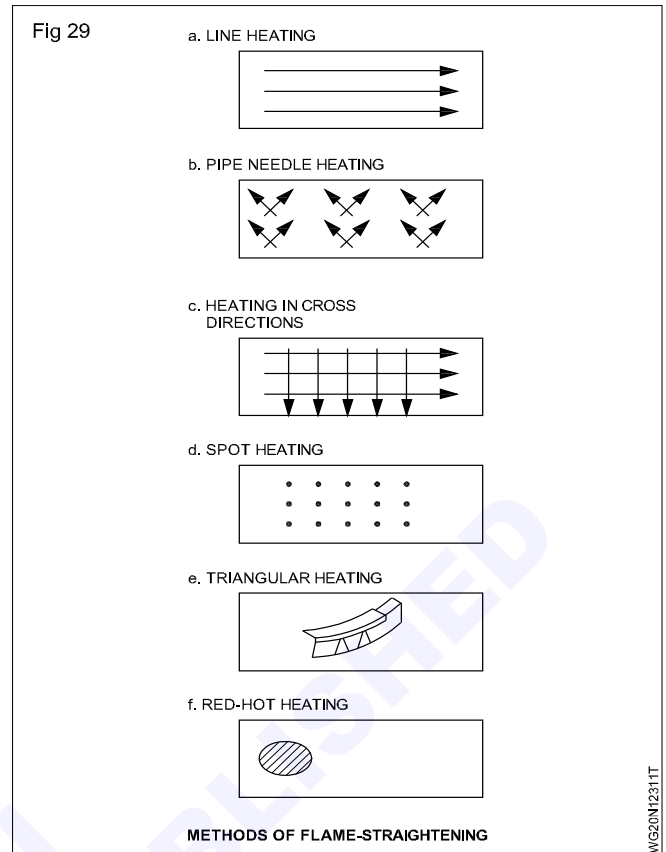 Fig 29
a. LINE HEATING
b. PIPE NEEDLE HEATING
c. HEATING IN CROSS
DIRECTIONS
d. SPOT HEATING
e. TRIANGULAR HEATING
f. RED-HOT HEATING
METHODS OF FLAME-STRAIGHTENING
WG20N12311T